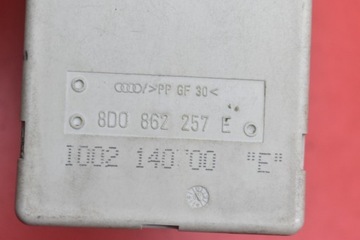 />PP GF 30<
8D0 862 257 E
1002 140:00 "E"